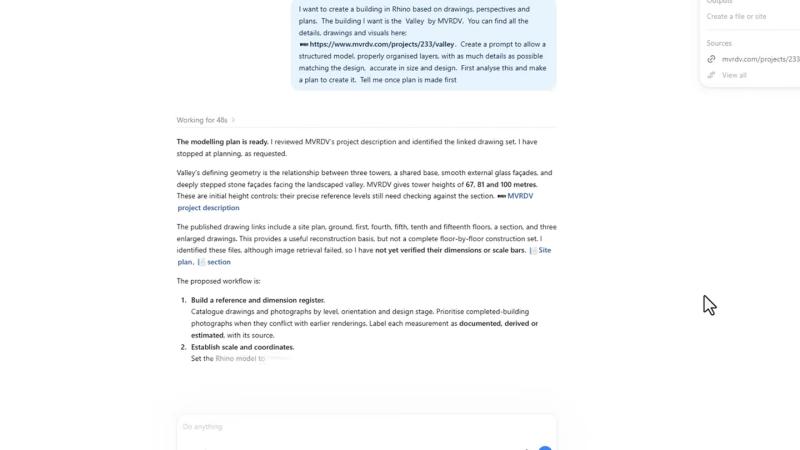 I want to create a building in Rhino based on drawings, perspectives and
plans. The building I want is the Valley by MVRDV. You can find all the
details, drawings and visuals here:
https://www.mvrdv.com/projects/233/valley. Create a prompt to allow a
structured model, properly organised layers, with as much details as possible
matching the design, accurate in size and design. First analyse this and make
a plan to create it. Tell me once plan is made first
Outputs
Create a file or site
Sources
mvrdv.com/projects/233
View all
Working for 48s >
The modelling plan is ready. I reviewed MVRDV's project description and identified the linked drawing set. I have
stopped at planning, as requested.
Valley's defining geometry is the relationship between three towers, a shared base, smooth external glass façades, and
deeply stepped stone façades facing the landscaped valley. MVRDV gives tower heights of 67, 81 and 100 metres.
These are initial height controls; their precise reference levels still need checking against the section. MVRDV
project description
The published drawing links include a site plan, ground, first, fourth, fifth, tenth and fifteenth floors, a section, and three
enlarged drawings. This provides a useful reconstruction basis, but not a complete floor-by-floor construction set. I
identified these files, although image retrieval failed, so I have not yet verified their dimensions or scale bars. Site
plan, section
The proposed workflow is:
1. Build a reference and dimension register.
Catalogue drawings and photographs by level, orientation and design stage. Prioritise completed-building
photographs when they conflict with earlier renderings. Label each measurement as documented, derived or
estimated, with its source.
2. Establish scale and coordinates.
Set the Rhino model to
Do anything